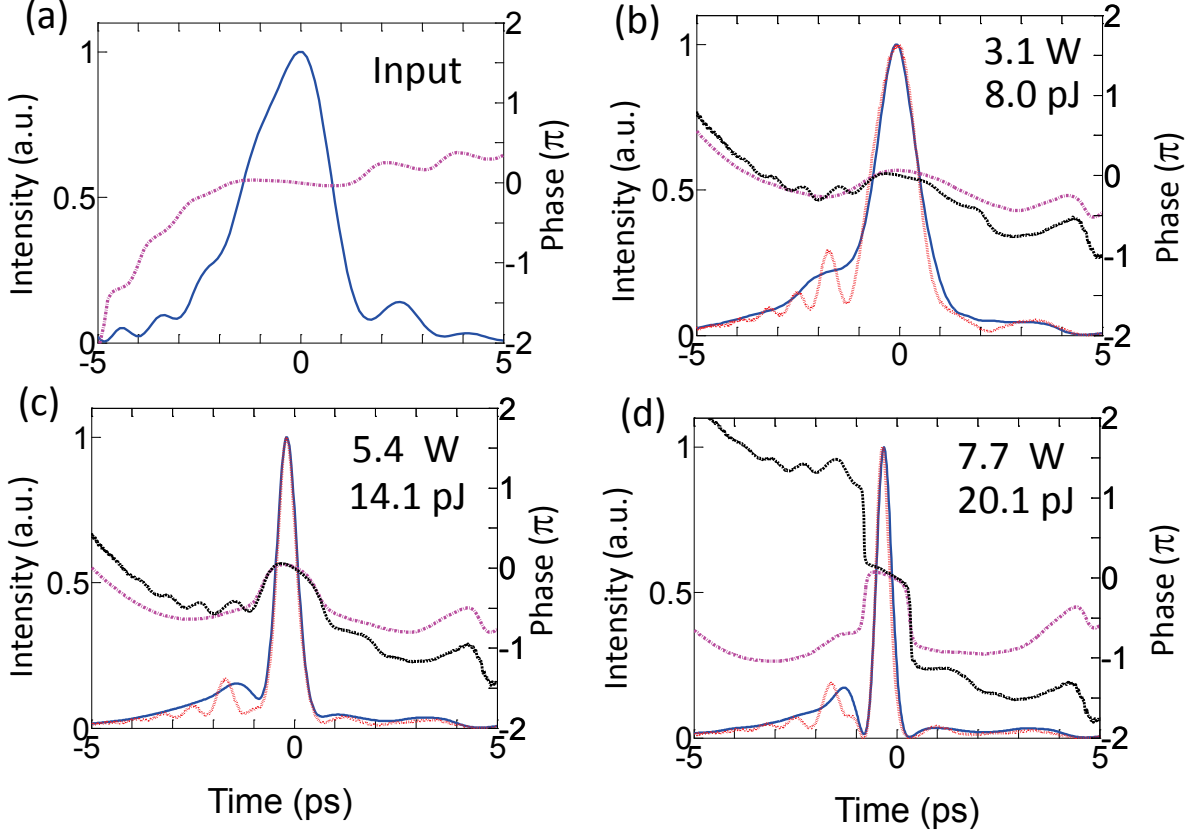 (a)
Input
Intensity (a.u.)
Phase (π)
1
0.5
0
2
1
0
-1
-2
-5
0
5
(b)
3.1 W
8.0 pJ
Intensity (a.u.)
Phase (π)
1
0.5
0
2
1
0
-1
-2
-5
0
5
(c)
5.4 W
14.1 pJ
Intensity (a.u.)
Phase (π)
1
0.5
0
2
1
0
-1
-2
-5
0
5
Time (ps)
(d)
7.7 W
20.1 pJ
Intensity (a.u.)
Phase (π)
1
0.5
0
2
1
0
-1
-2
-5
0
5
Time (ps)